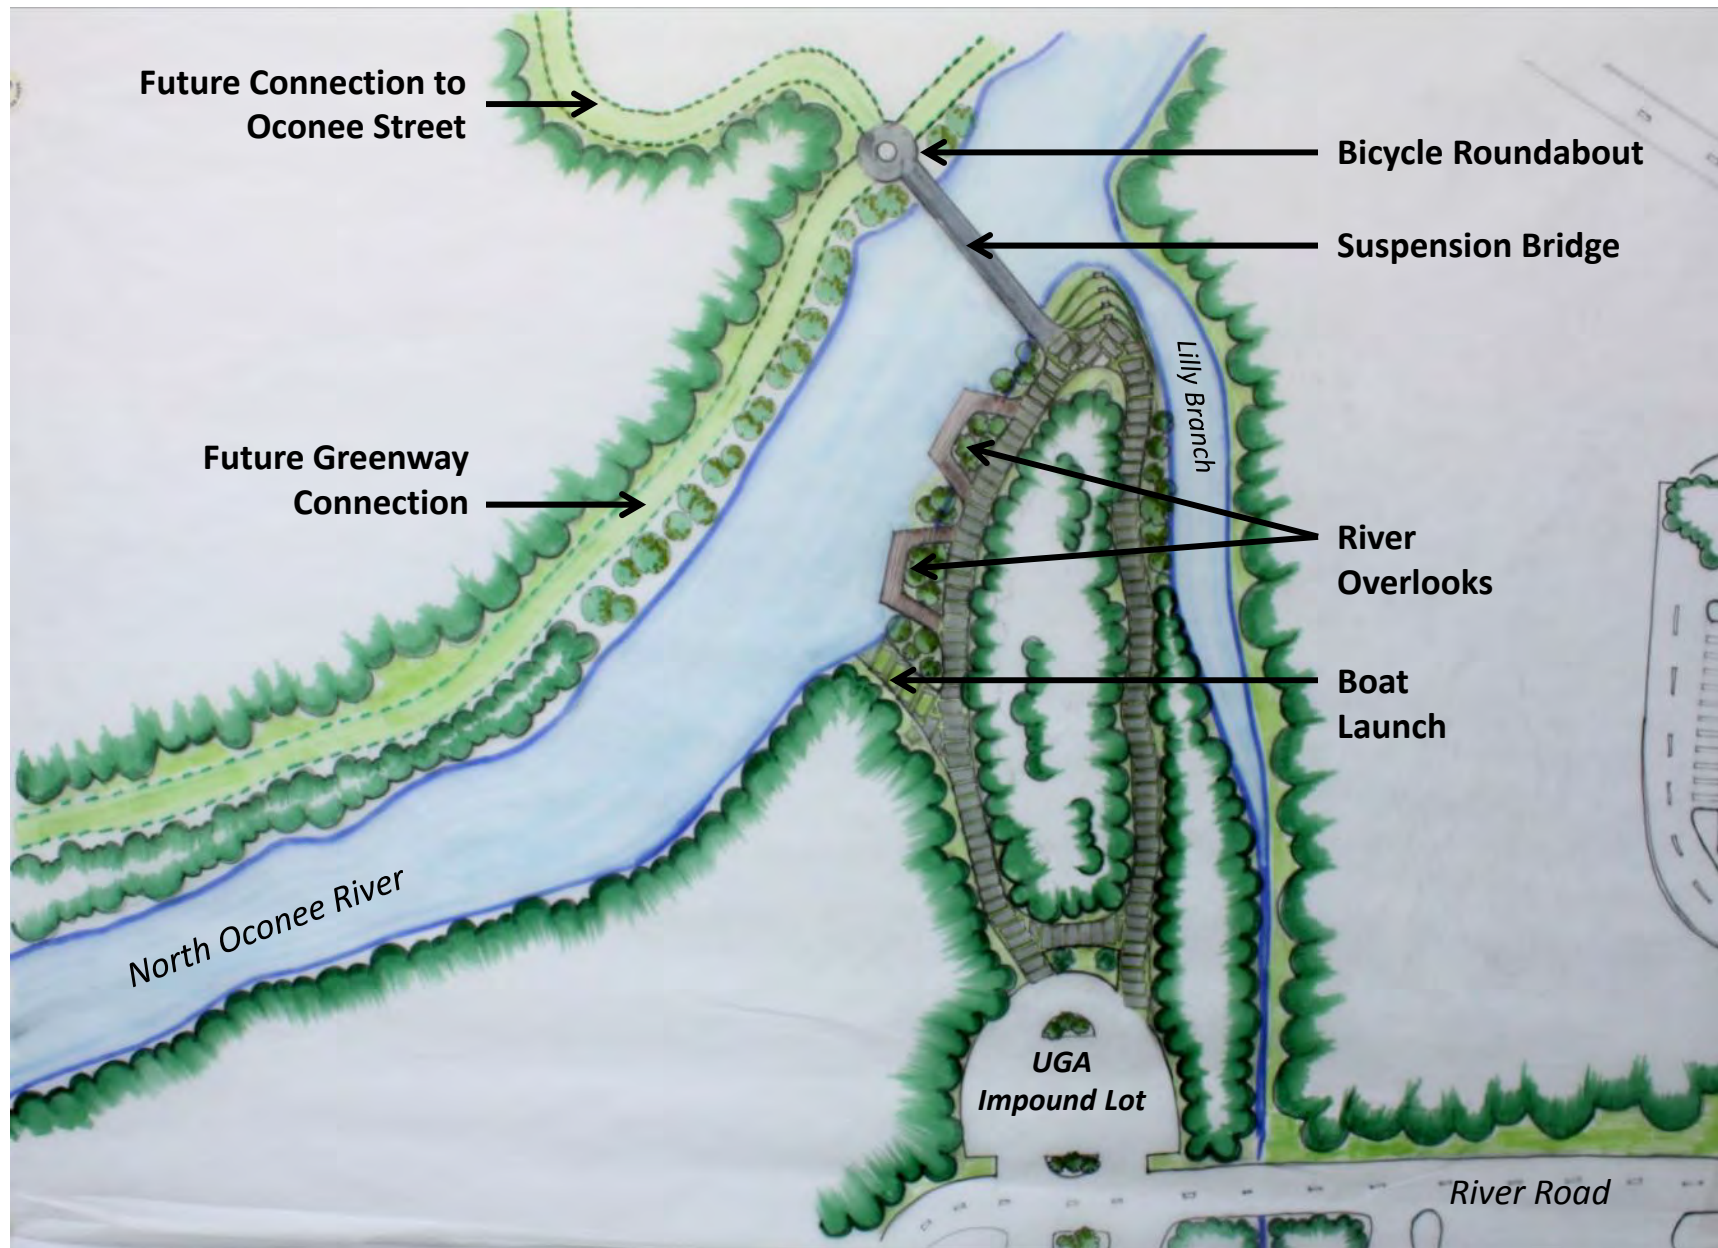 Future Connection to
Oconee Street
Bicycle Roundabout
Suspension Bridge
Lilly Branch
Future Greenway
Connection
River
Overlooks
Boat
Launch
North Oconee River
UGA
Impound Lot
River Road